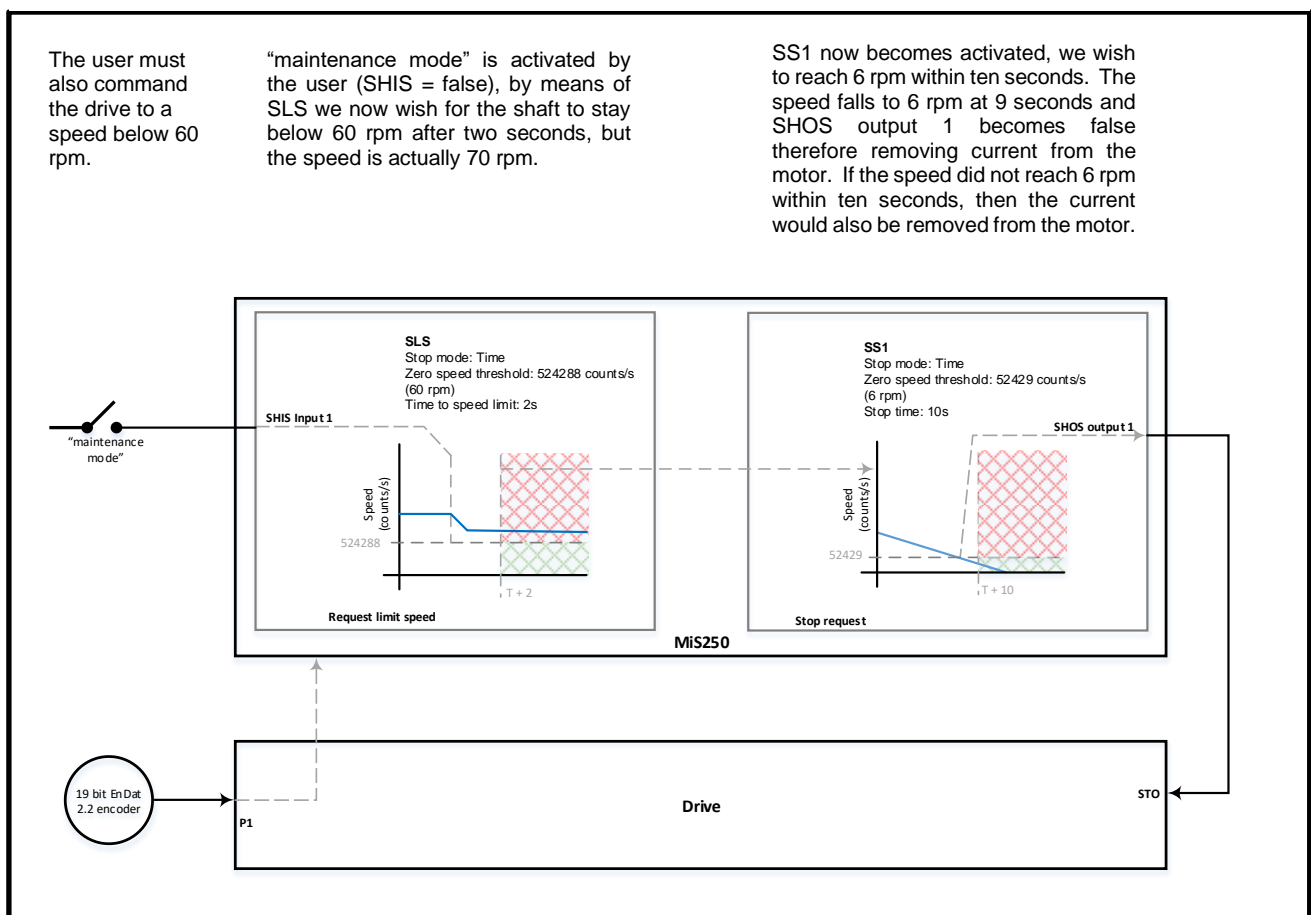 The user must
also command
the drive to a
speed below 60
rpm.
“maintenance mode” is activated by
the user (SHIS = false), by means of
SLS we now wish for the shaft to stay
below 60 rpm after two seconds, but
the speed is actually 70 rpm.
SS1 now becomes activated, we wish
to reach 6 rpm within ten seconds. The
speed falls to 6 rpm at 9 seconds and
SHOS output 1 becomes false
therefore removing current from the
motor. If the speed did not reach 6 rpm
within ten seconds, then the current
would also be removed from the motor.
“maintenance
mode”
SLS
Stop mode: Time
Zero speed threshold: 524288 counts/s
(60 rpm)
Time to speed limit: 2s
SHIS Input 1
Speed
(counts/s)
524288
T + 2
Request limit speed
SS1
Stop mode: Time
Zero speed threshold: 52429 counts/s
(6 rpm)
Stop time: 10s
SHOS output 1
Speed
(counts/s)
52429
T + 10
Stop request
MiS250
19 bit EnDat
2.2 encoder
P1
Drive
STO